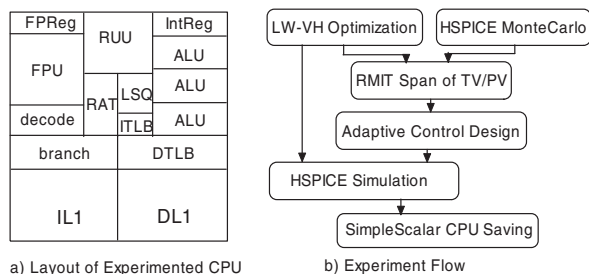 FPReg
RUU
IntReg
FPU
ALU
RAT
LSQ
ALU
decode
ITLB
ALU
branch
DTLB
IL1
DL1
a) Layout of Experimented CPU
LW-VH Optimization
HSPICE MonteCarlo
RMIT Span of TV/PV
Adaptive Control Design
HSPICE Simulation
SimpleScalar CPU Saving
b) Experiment Flow